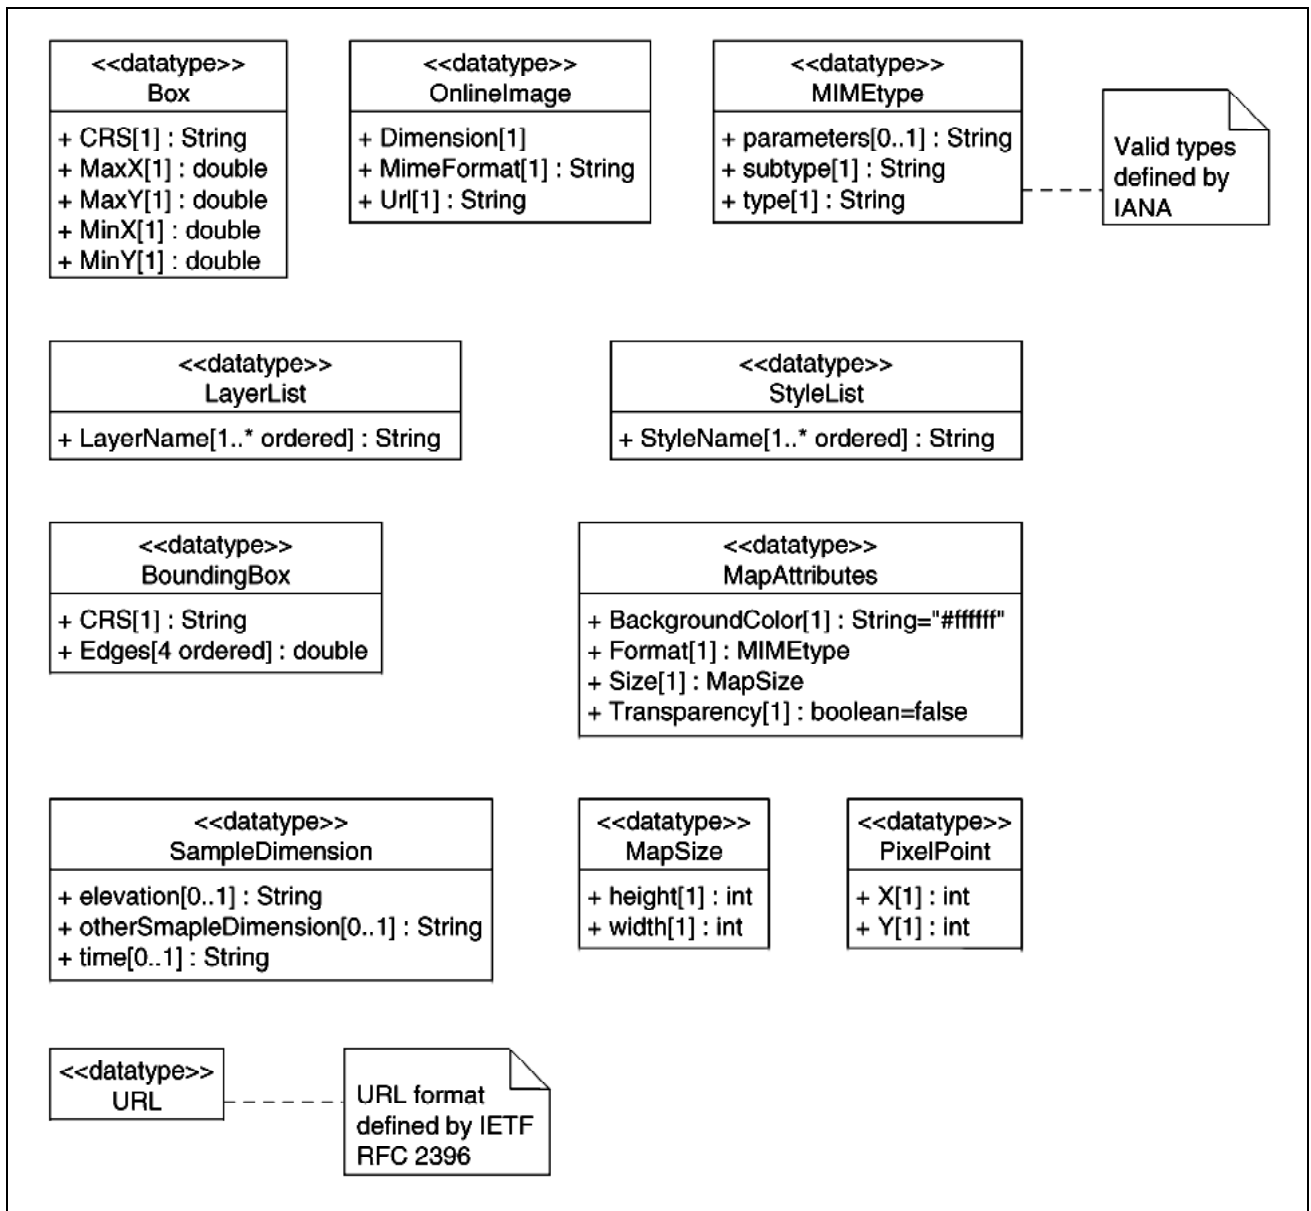 <<datatype>>
Box
+ CRS[1] : String
+ MaxX[1] : double
+ MaxY[1] : double
+ MinX[1] : double
+ MinY[1] : double
<<datatype>>
OnlineImage
+ Dimension[1]
+ MimeFormat[1] : String
+ Url[1] : String
<<datatype>>
MIMEtype
+ parameters[0..1] : String
+ subtype[1] : String
+ type[1] : String
Valid types
defined by
IANA
<<datatype>>
LayerList
+ LayerName[1..* ordered] : String
<<datatype>>
StyleList
+ StyleName[1..* ordered] : String
<<datatype>>
BoundingBox
+ CRS[1] : String
+ Edges[4 ordered] : double
<<datatype>>
MapAttributes
+ BackgroundColor[1] : String="#ffffff"
+ Format[1] : MIMEtype
+ Size[1] : MapSize
+ Transparency[1] : boolean=false
<<datatype>>
SampleDimension
+ elevation[0..1] : String
+ otherSmapleDimension[0..1] : String
+ time[0..1] : String
<<datatype>>
MapSize
+ height[1] : int
+ width[1] : int
<<datatype>>
PixelPoint
+ X[1] : int
+ Y[1] : int
<<datatype>>
URL
URL format
defined by IETF
RFC 2396